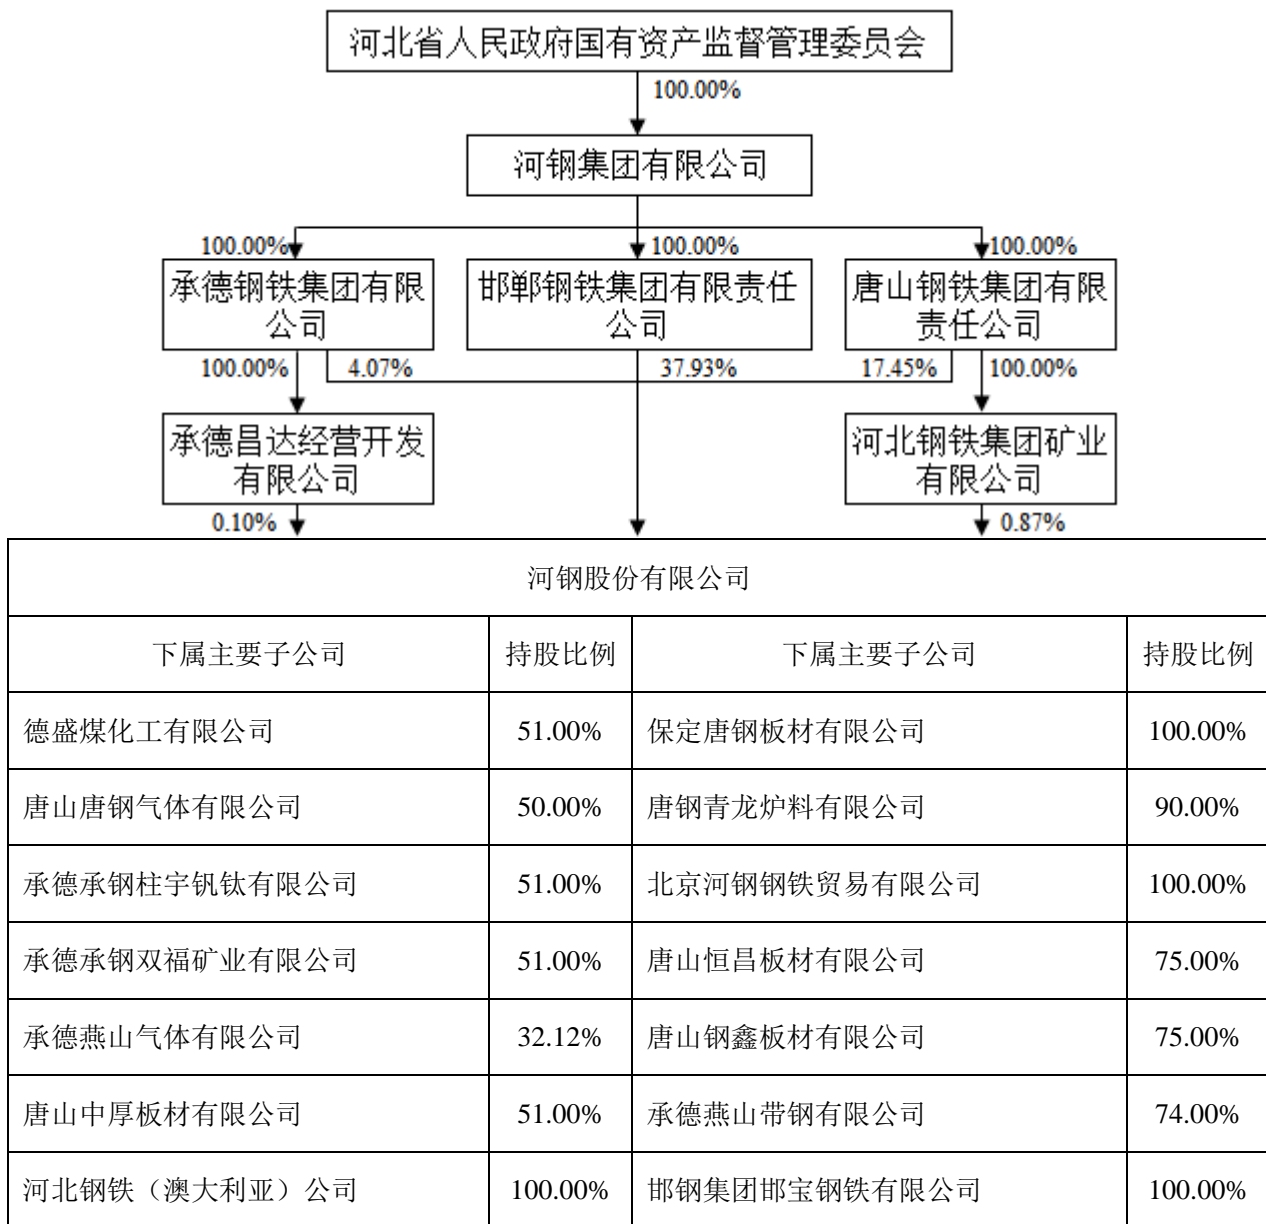 河北省人民政府国有资产监督管理委员会
100.00%
河钢集团有限公司
100.00% 100.00% 100.00%
承德钢铁集团有限
公司
邯郸钢铁集团有限责任
公司
唐山钢铁集团有限
责任公司
100.00% 4.07% 37.93% 17.45% 100.00%
承德昌达经营开发
有限公司
河北钢铁集团矿业
有限公司
0.10% 0.87%
河钢股份有限公司
下属主要子公司 持股比例 下属主要子公司 持股比例
德盛煤化工有限公司 51.00% 保定唐钢板材有限公司 100.00%
唐山唐钢气体有限公司 50.00% 唐钢青龙炉料有限公司 90.00%
承德承钢柱宇钒钛有限公司 51.00% 北京河钢钢铁贸易有限公司 100.00%
承德承钢双福矿业有限公司 51.00% 唐山恒昌板材有限公司 75.00%
承德燕山气体有限公司 32.12% 唐山钢鑫板材有限公司 75.00%
唐山中厚板材有限公司 51.00% 承德燕山带钢有限公司 74.00%
河北钢铁（澳大利亚）公司 100.00% 邯钢集团邯宝钢铁有限公司 100.00%